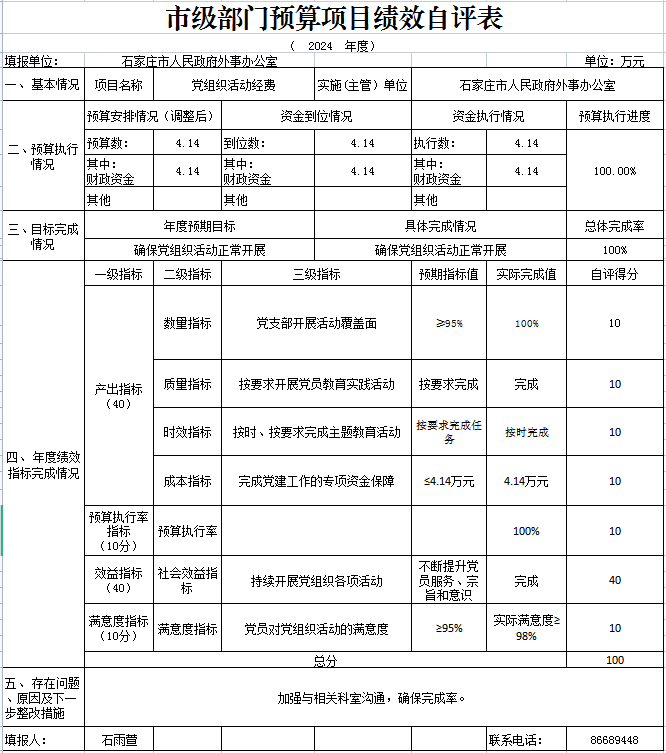 市级部门预算项目绩效自评表
（ 2024 年度）
填报单位： 石家庄市人民政府外事办公室 单位：万元
一、基本情况 项目名称 党组织活动经费 实施(主管)单位 石家庄市人民政府外事办公室
二、预算执行情况 预算安排情况（调整后） 资金到位情况 资金执行情况 预算执行进度
预算数： 4.14 到位数： 4.14 执行数： 4.14 100.00%
其中：财政资金 4.14 其中：财政资金 4.14 其中：财政资金 4.14
其他 其他 其他
三、目标完成情况 年度预期目标 具体完成情况 总体完成率
确保党组织活动正常开展 确保党组织活动正常开展 100%
四、年度绩效指标完成情况 一级指标 二级指标 三级指标 预期指标值 实际完成值 自评得分
产出指标（40） 数量指标 党支部开展活动覆盖面 ≥95% 100% 10
质量指标 按要求开展党员教育实践活动 按要求完成 完成 10
时效指标 按时、按要求完成主题教育活动 按要求完成任务 按时完成 10
成本指标 完成党建工作的专项资金保障 ≤4.14万元 4.14万元 10
预算执行率指标（10分） 预算执行率 100% 10
效益指标（40） 社会效益指标 持续开展党组织各项活动 不断提升党员服务、宗旨和意识 完成 40
满意度指标（10分） 满意度指标 党员对党组织活动的满意度 ≥95% 实际满意度≥98% 10
总分 100
五、存在问题、原因及下一步整改措施 加强与相关科室沟通，确保完成率。
填报人： 石雨萱 联系电话： 86689448